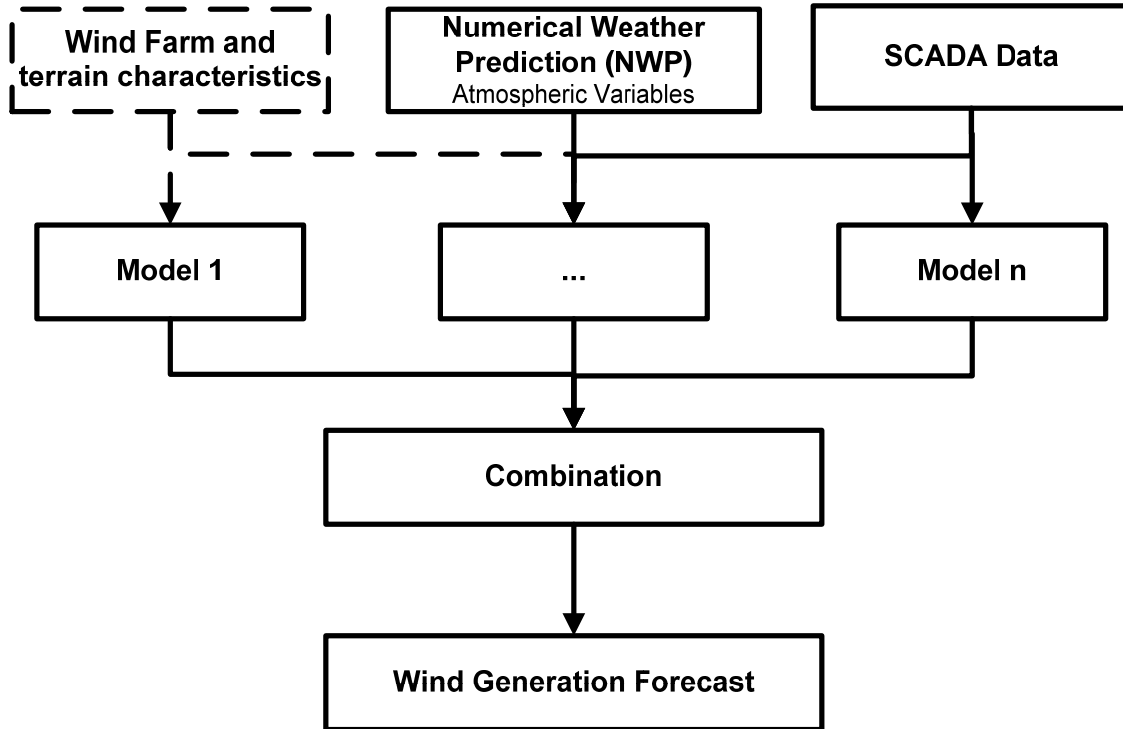 Wind Farm and
terrain characteristics
Numerical Weather
Prediction (NWP)
Atmospheric Variables
SCADA Data
Model 1
...
Model n
Combination
Wind Generation Forecast